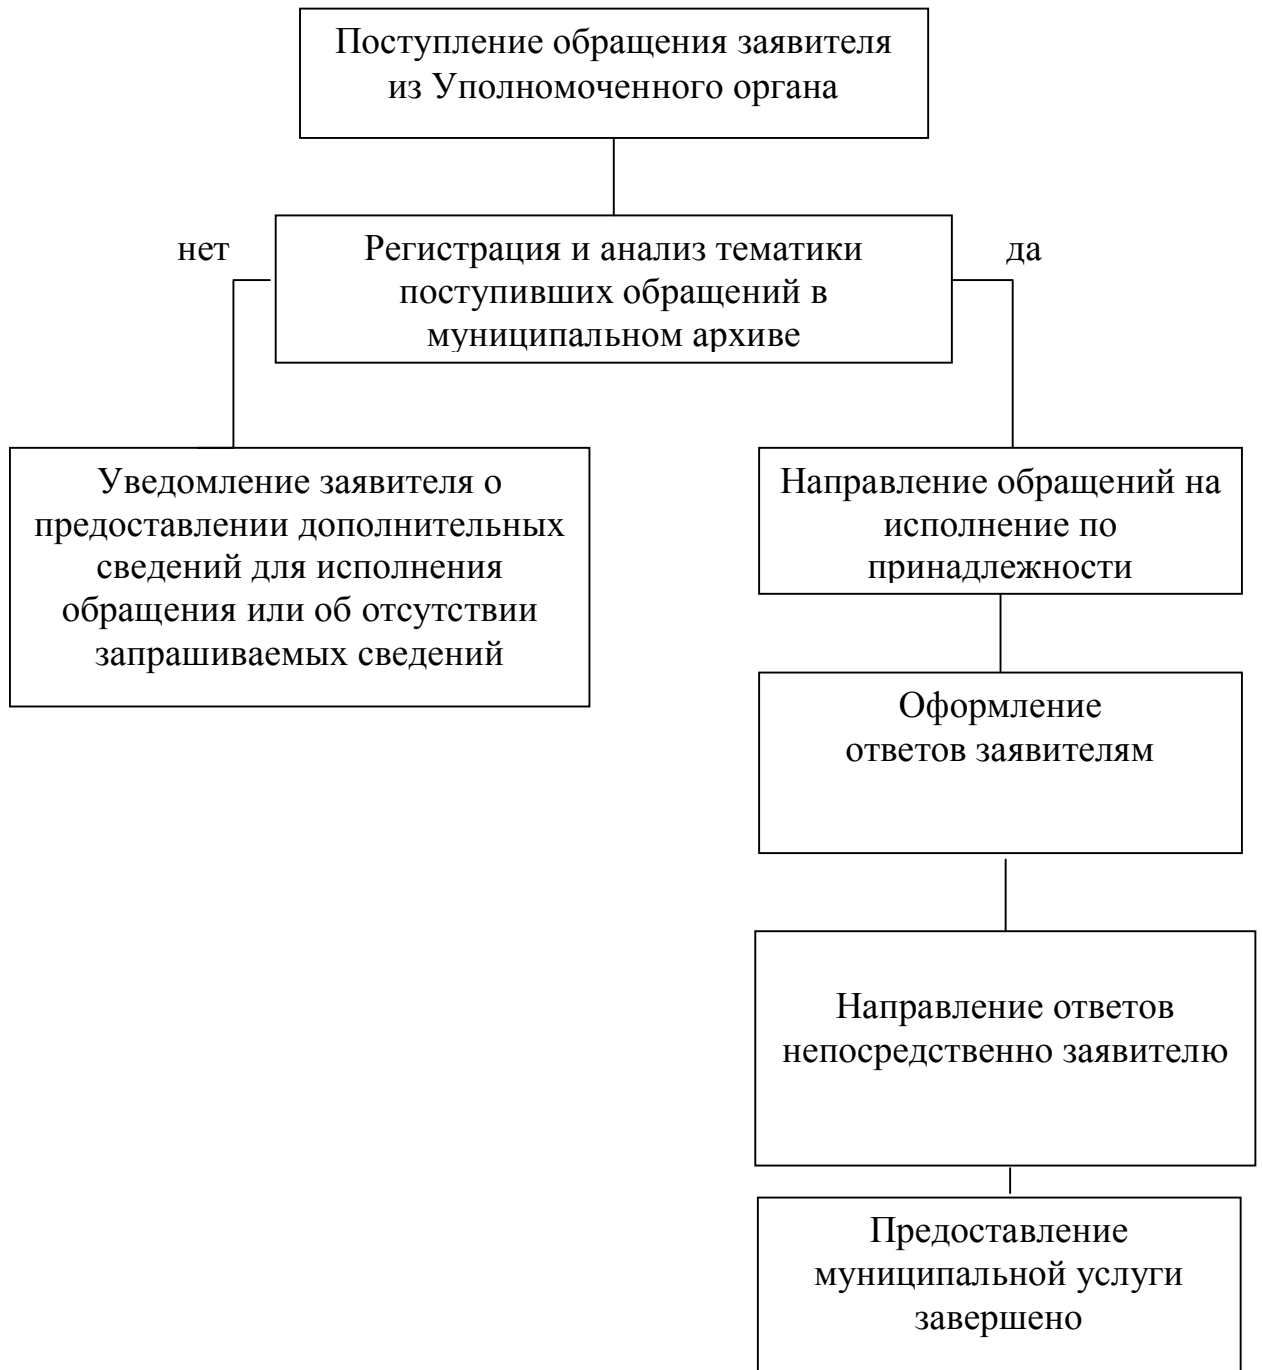 Поступление обращения заявителя
из Уполномоченного органа
нет
Регистрация и анализ тематики
поступивших обращений в
муниципальном архиве
да
Уведомление заявителя о
предоставлении дополнительных
сведений для исполнения
обращения или об отсутствии
запрашиваемых сведений
Направление обращений на
исполнение по
принадлежности
Оформление
ответов заявителям
Направление ответов
непосредственно заявителю
Предоставление
муниципальной услуги
завершено